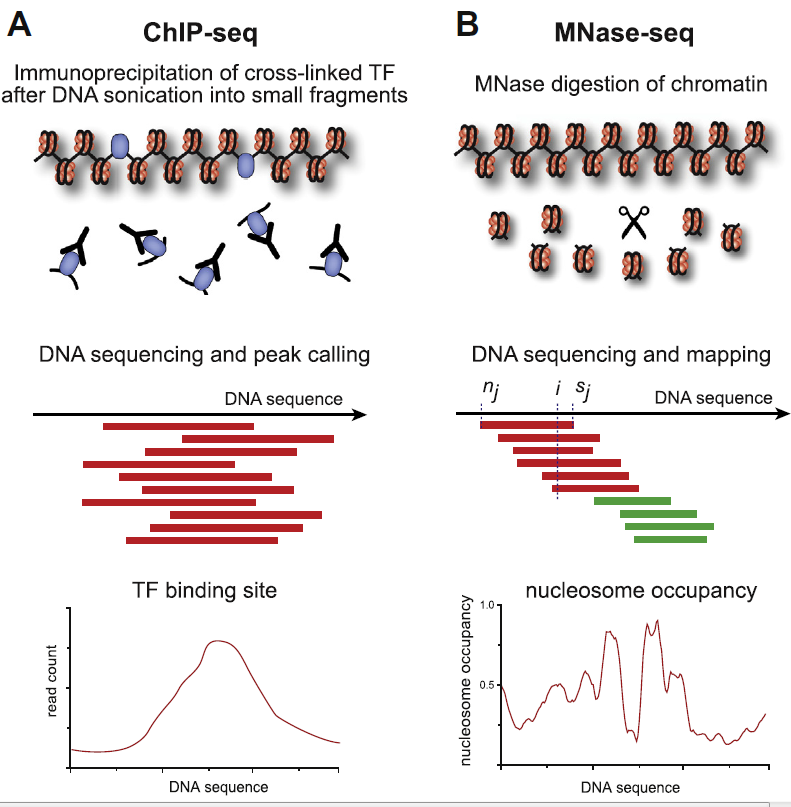 A
ChIP-seq
Immunoprecipitation of cross-linked TF
after DNA sonication into small fragments
DNA sequencing and peak calling
DNA sequence
TF binding site
read count
DNA sequence
B
MNase-seq
MNase digestion of chromatin
DNA sequencing and mapping
nj i sj
DNA sequence
nucleosome occupancy
nucleosome occupancy
1.0
0.5
DNA sequence